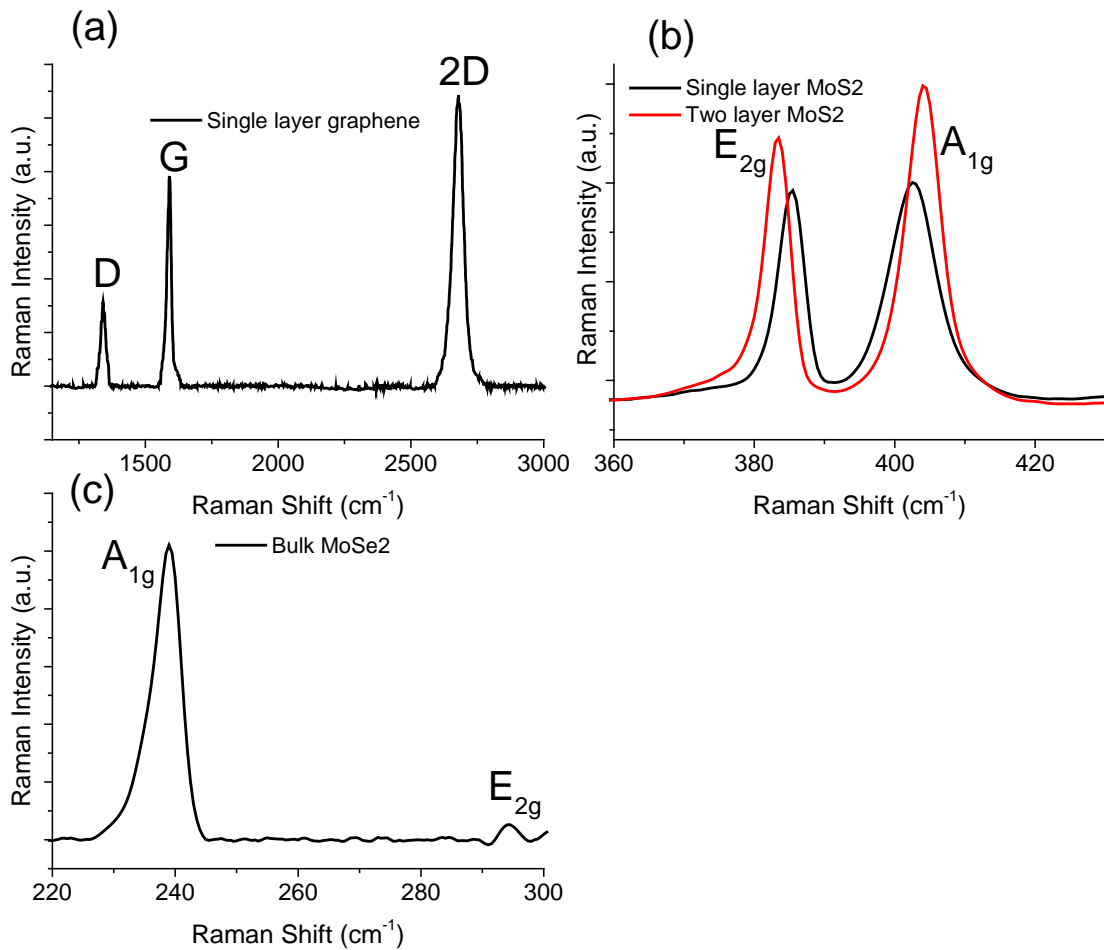 (a)
2D
Single layer graphene
G
D
Raman Intensity (a.u.)
1500 2000 2500 3000
Raman Shift (cm⁻¹)
(b)
Single layer MoS2
Two layer MoS2
E₂g
A₁g
Raman Intensity (a.u.)
360 380 400 420
Raman Shift (cm⁻¹)
(c)
Bulk MoSe2
A₁g
E₂g
Raman Intensity (a.u.)
220 240 260 280 300
Raman Shift (cm⁻¹)